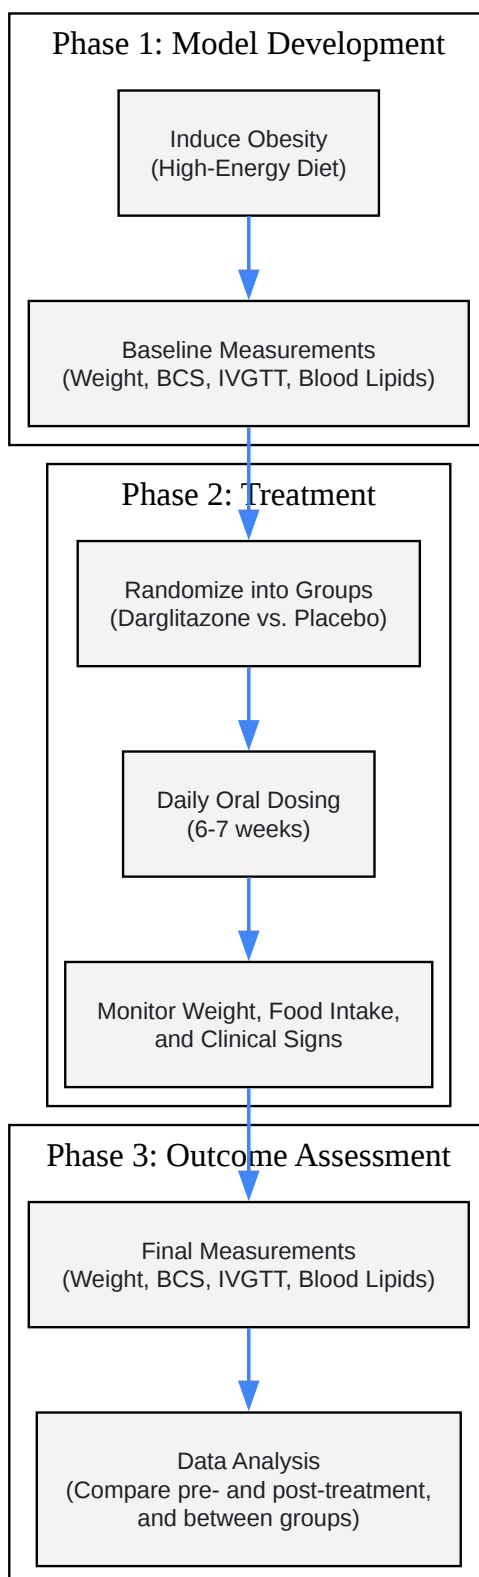 Phase 1: Model Development
Induce Obesity
(High-Energy Diet)
Baseline Measurements
(Weight, BCS, IVGTT, Blood Lipids)
Phase 2: Treatment
Randomize into Groups
(Darglitazone vs. Placebo)
Daily Oral Dosing
(6-7 weeks)
Monitor Weight, Food Intake,
and Clinical Signs
Phase 3: Outcome Assessment
Final Measurements
(Weight, BCS, IVGTT, Blood Lipids)
Data Analysis
(Compare pre- and post-treatment,
and between groups)